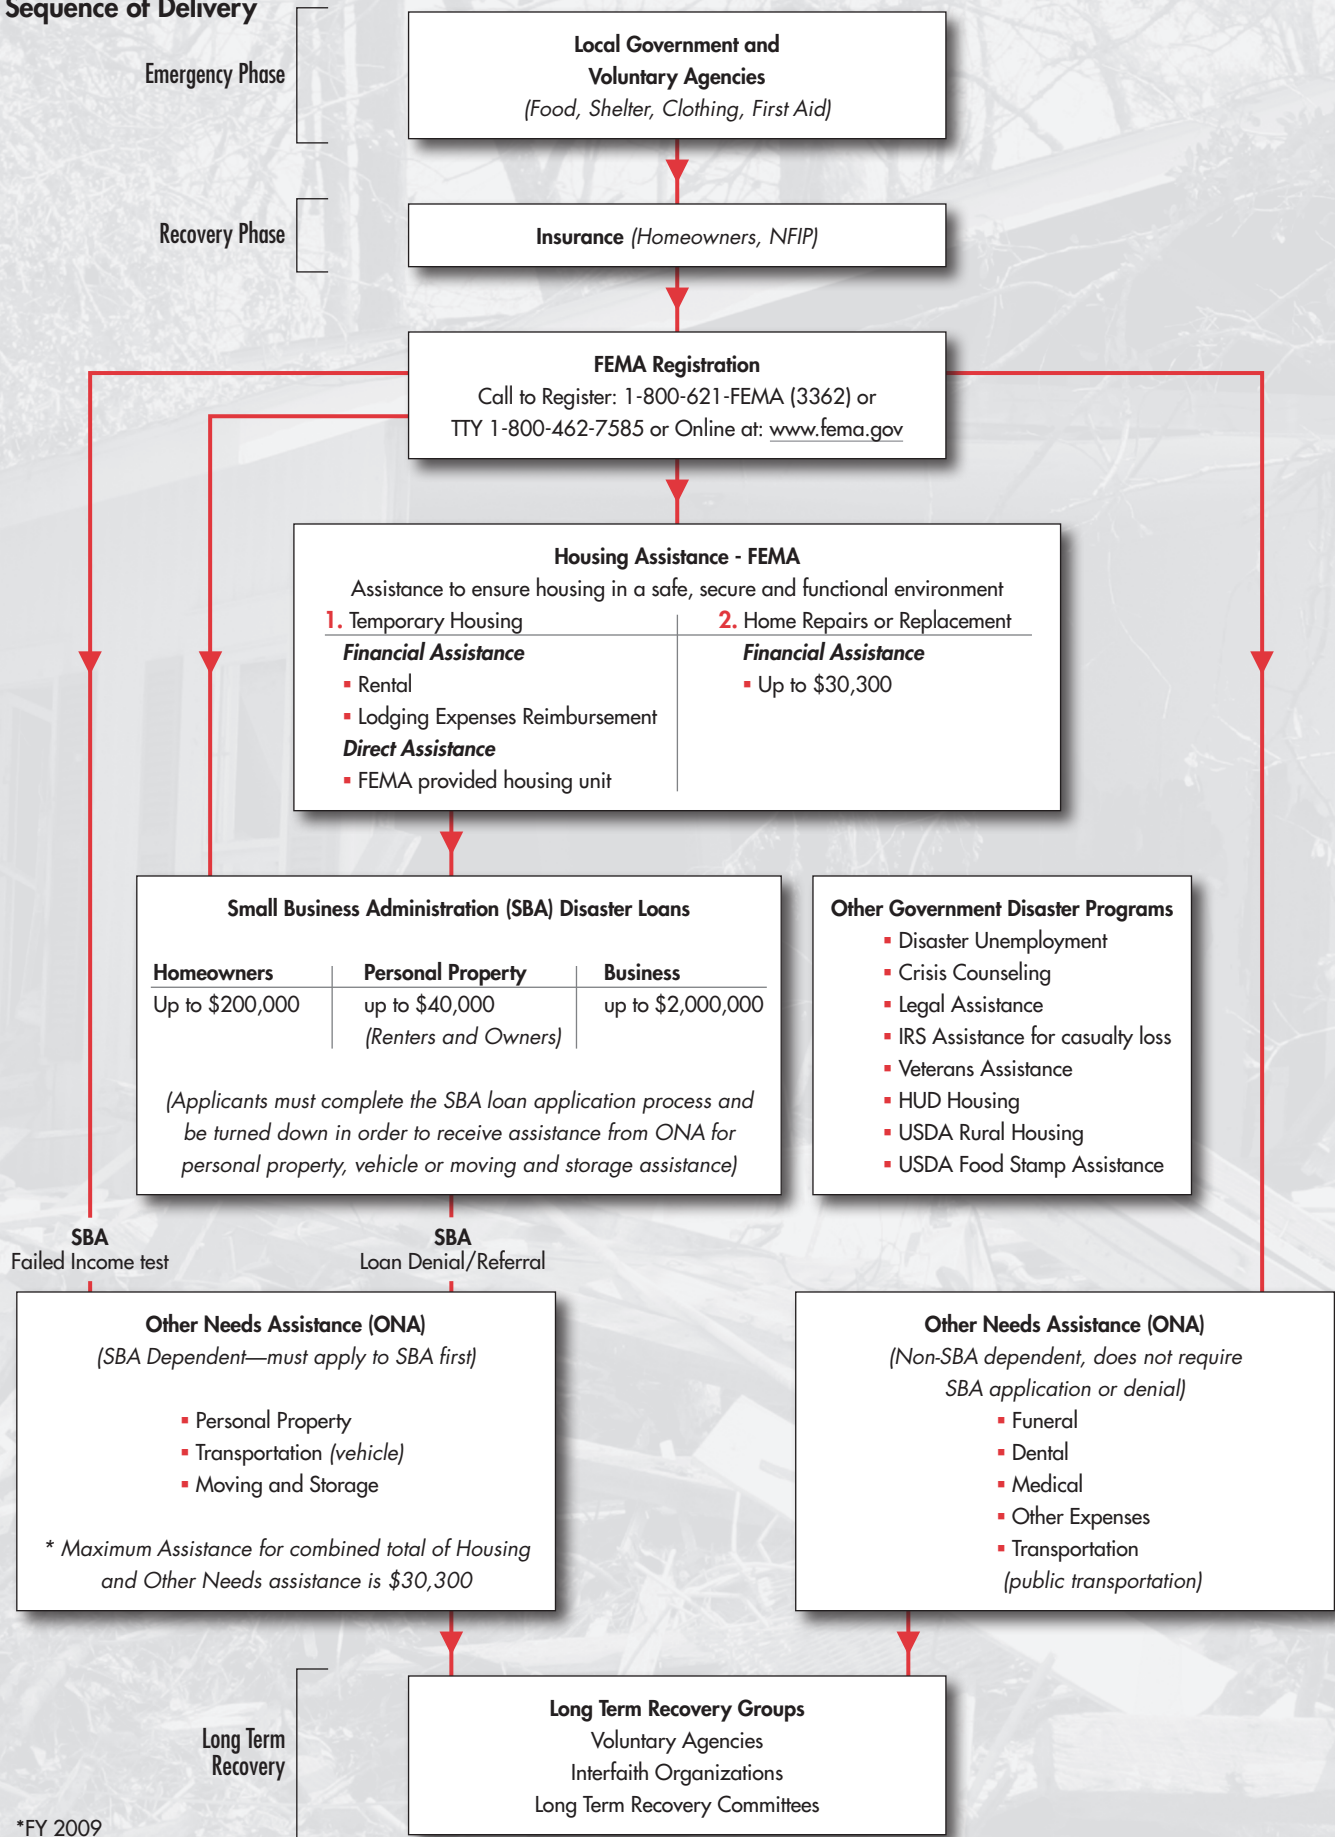 Sequence of Delivery
Emergency Phase
Local Government and
Voluntary Agencies
(Food, Shelter, Clothing, First Aid)
Recovery Phase
Insurance (Homeowners, NFIP)
FEMA Registration
Call to Register: 1-800-621-FEMA (3362) or
TTY 1-800-462-7585 or Online at: www.fema.gov
Housing Assistance - FEMA
Assistance to ensure housing in a safe, secure and functional environment
1. Temporary Housing
Financial Assistance
▪ Rental
▪ Lodging Expenses Reimbursement
Direct Assistance
▪ FEMA provided housing unit
2. Home Repairs or Replacement
Financial Assistance
▪ Up to $30,300
Small Business Administration (SBA) Disaster Loans
Homeowners
Up to $200,000
Personal Property
up to $40,000
(Renters and Owners)
Business
up to $2,000,000
(Applicants must complete the SBA loan application process and
be turned down in order to receive assistance from ONA for
personal property, vehicle or moving and storage assistance)
Other Government Disaster Programs
▪ Disaster Unemployment
▪ Crisis Counseling
▪ Legal Assistance
▪ IRS Assistance for casualty loss
▪ Veterans Assistance
▪ HUD Housing
▪ USDA Rural Housing
▪ USDA Food Stamp Assistance
SBA
Failed Income test
SBA
Loan Denial/Referral
Other Needs Assistance (ONA)
(SBA Dependent—must apply to SBA first)
▪ Personal Property
▪ Transportation (vehicle)
▪ Moving and Storage
* Maximum Assistance for combined total of Housing
and Other Needs assistance is $30,300
Other Needs Assistance (ONA)
(Non-SBA dependent, does not require
SBA application or denial)
▪ Funeral
▪ Dental
▪ Medical
▪ Other Expenses
▪ Transportation
(public transportation)
Long Term
Recovery
Long Term Recovery Groups
Voluntary Agencies
Interfaith Organizations
Long Term Recovery Committees
*FY 2009